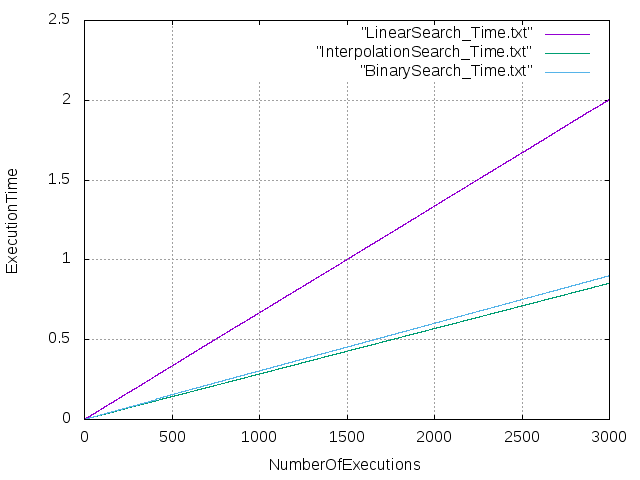 2.5
"LinearSearch_Time.txt"
"InterpolationSearch_Time.txt"
"BinarySearch_Time.txt"
2
1.5
ExecutionTime
1
0.5
0
0 500 1000 1500 2000 2500 3000
NumberOfExecutions